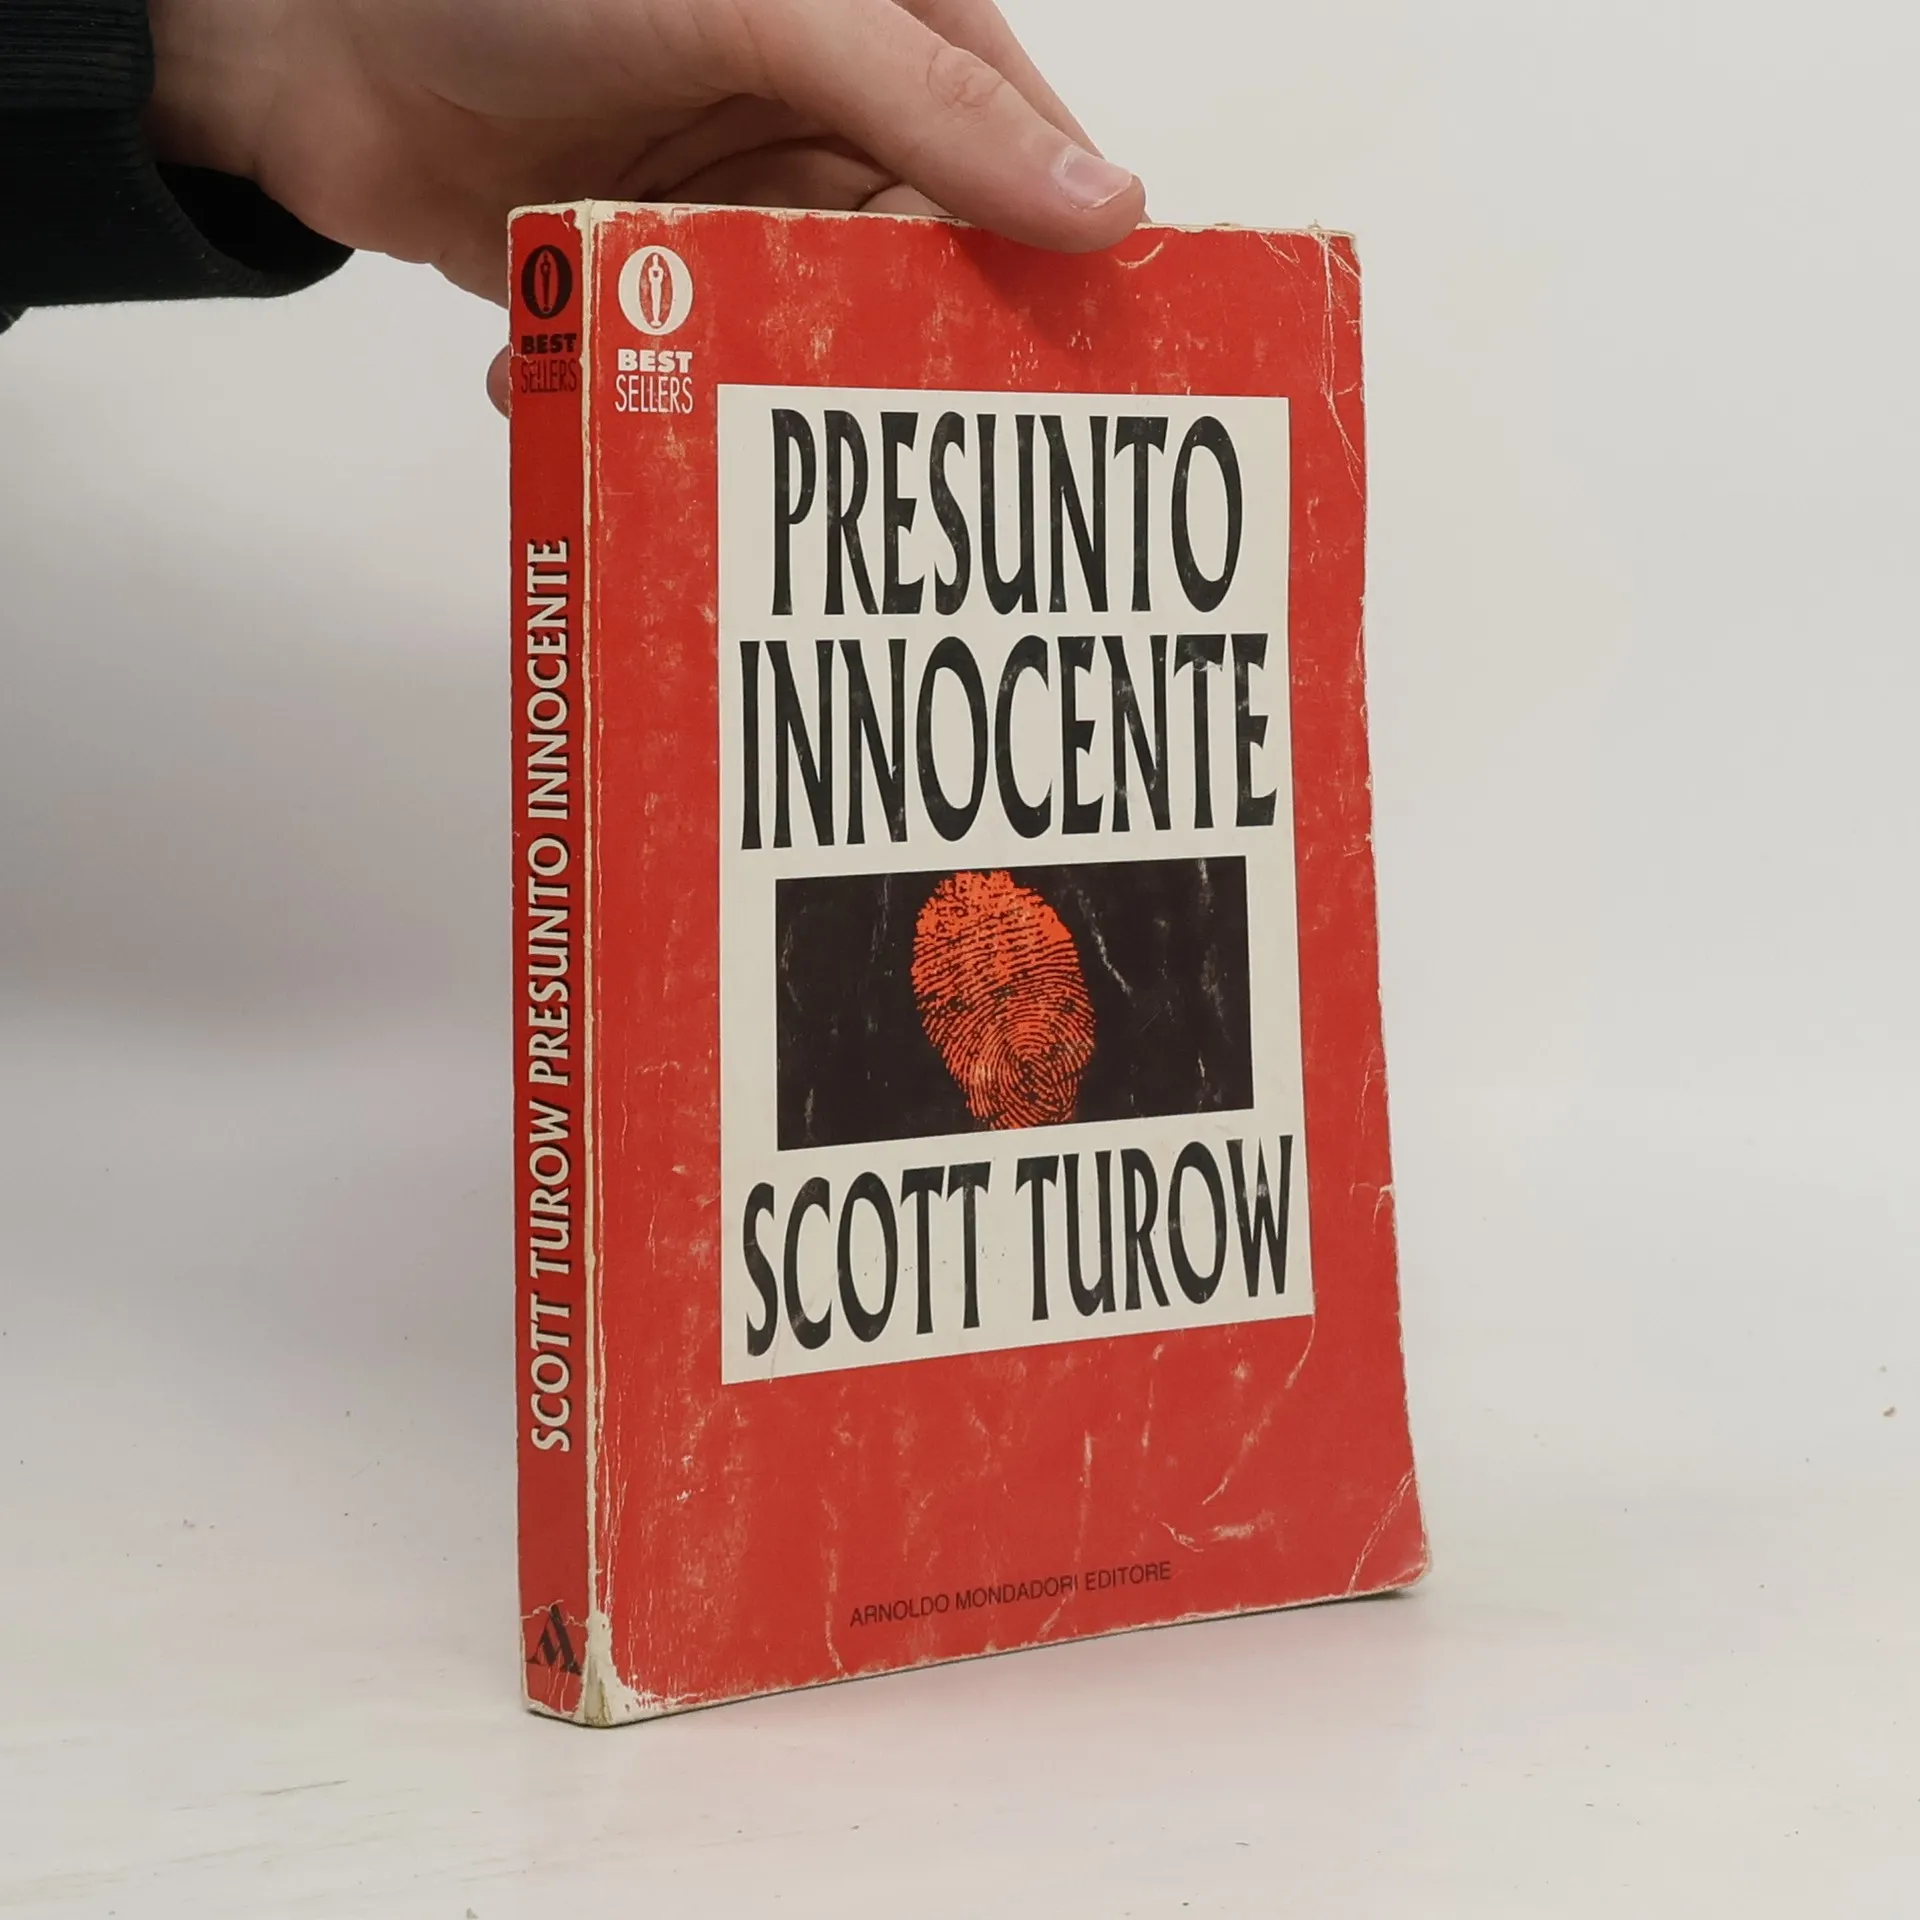 BEST
SELLERS
SCOTT TUROW PRESUNTO INNOCENTE
BEST
SELLERS
PRESUNTO
INNOCENTE
SCOTT TUROW
ARNOLDO MONDADORI EDITORE